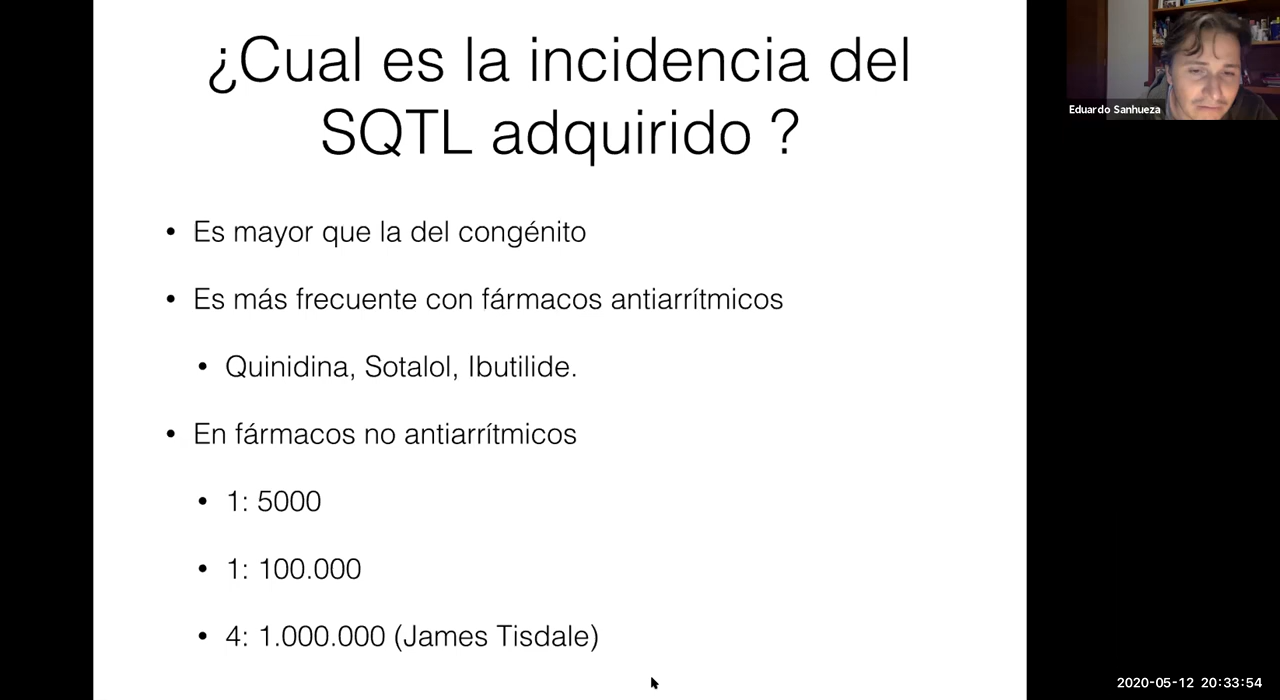 ¿Cual es la incidencia del
SQTL adquirido ?
• Es mayor que la del congénito
• Es más frecuente con fármacos antiarrítmicos
• Quinidina, Sotalol, Ibutilide.
• En fármacos no antiarrítmicos
• 1: 5000
• 1: 100.000
• 4: 1.000.000 (James Tisdale)
Eduardo Sanhueza
2020-05-12 20:33:54